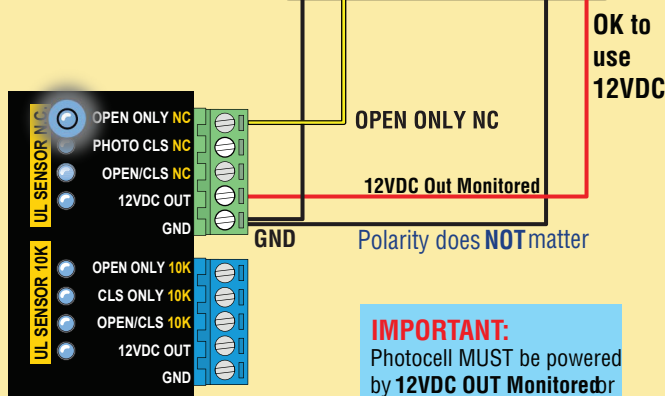 OK to
use
12VDC
UL SENSOR N.C.
OPEN ONLY NC
PHOTO CLS NC
OPEN/CLS NC
12VDC OUT
GND
OPEN ONLY NC
12VDC Out Monitored
GND
Polarity does NOT matter
UL SENSOR 10K
OPEN ONLY 10K
CLS ONLY 10K
OPEN/CLS 10K
12VDC OUT
GND
IMPORTANT:
Photocell MUST be powered
by 12VDC OUT Monitored or